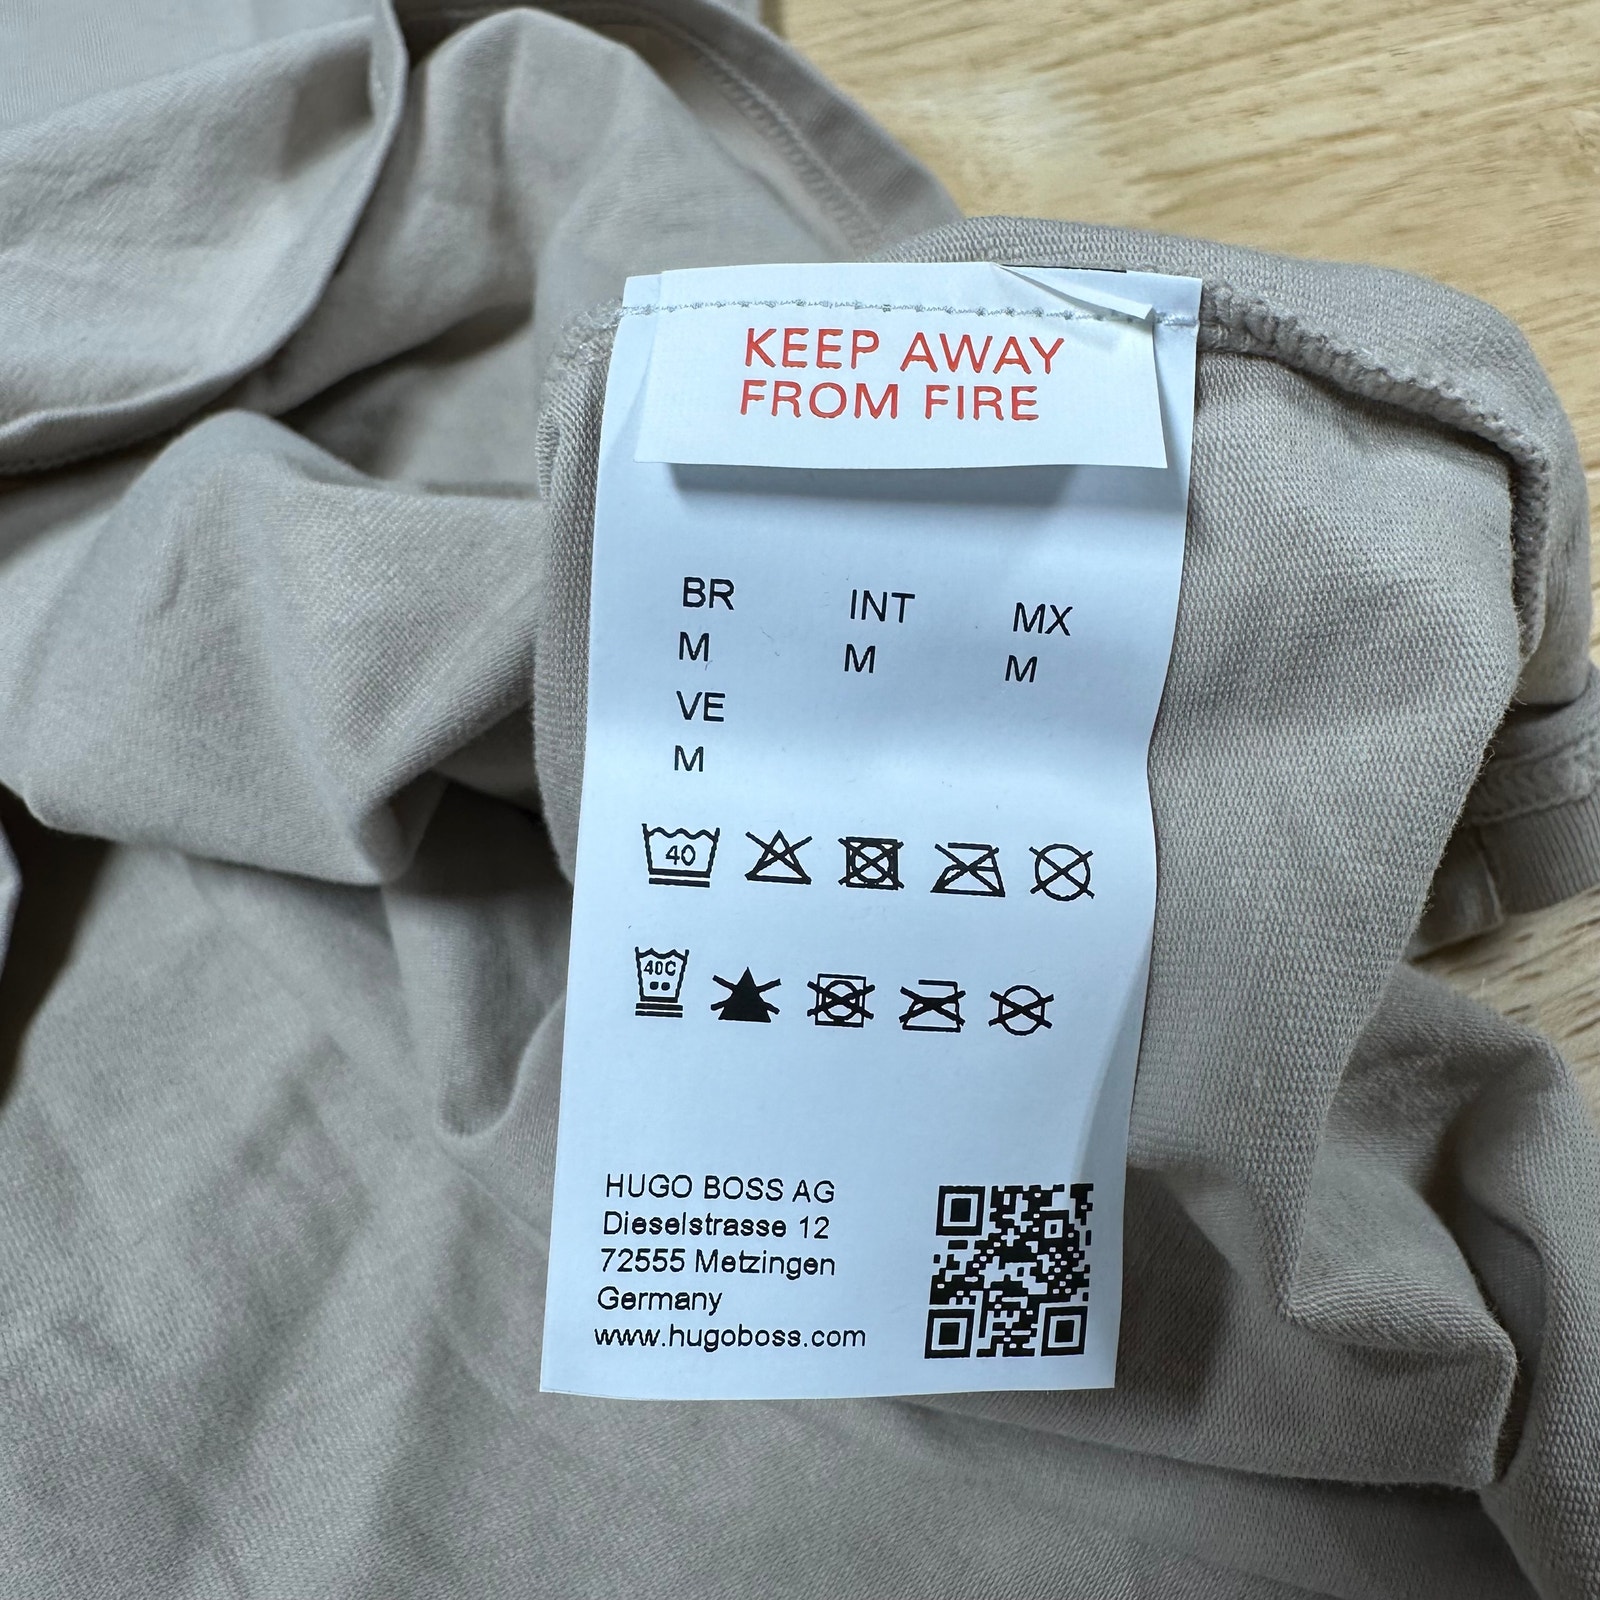 KEEP AWAY
FROM FIRE
BR INT MX
M M M
VE
M
40
40C
HUGO BOSS AG
Dieselstrasse 12
72555 Metzingen
Germany
www.hugoboss.com